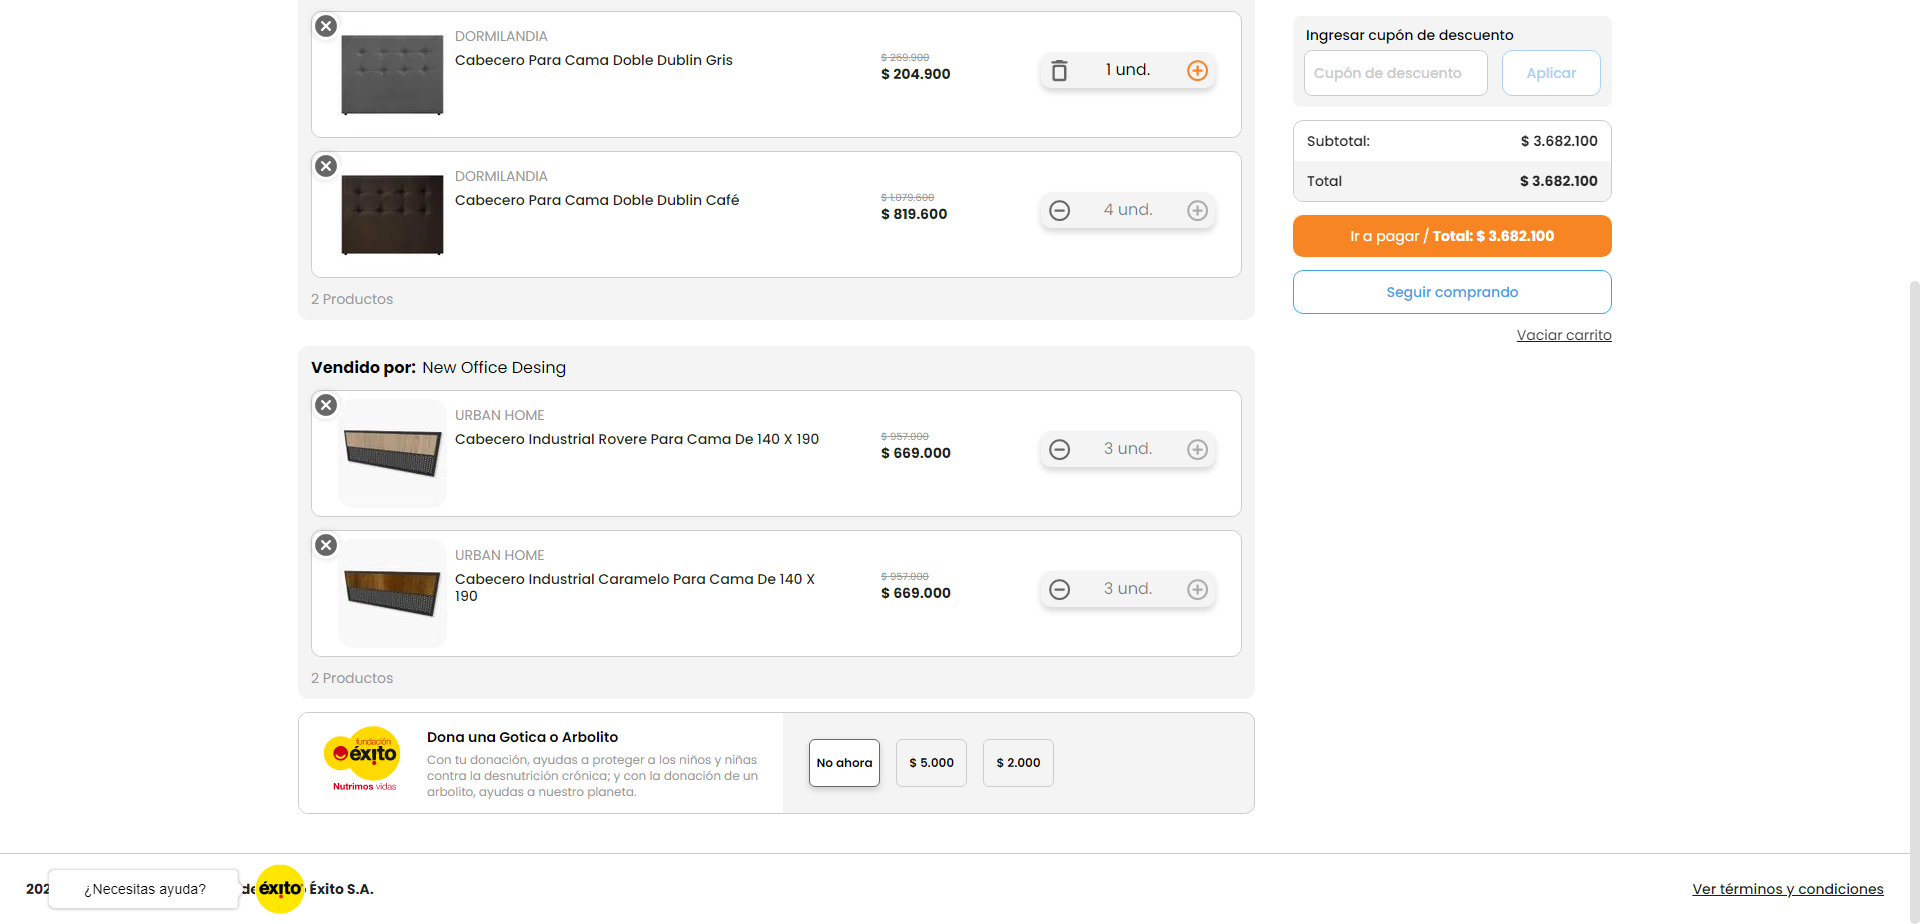 DORMILANDIA
Cabecero Para Cama Doble Dublin Gris
$ 269.900
$ 204.900
1 und.
DORMILANDIA
Cabecero Para Cama Doble Dublin Café
$ 1.079.600
$ 819.600
4 und.
2 Productos
Vendido por: New Office Desing
URBAN HOME
Cabecero Industrial Rovere Para Cama De 140 X 190
$ 957.000
$ 669.000
3 und.
URBAN HOME
Cabecero Industrial Caramelo Para Cama De 140 X
190
$ 957.000
$ 669.000
3 und.
2 Productos
fundación
éxito
Nutrimos vidas
Dona una Gotica o Arbolito
Con tu donación, ayudas a proteger a los niños y niñas
contra la desnutrición crónica; y con la donación de un
arbolito, ayudas a nuestro planeta.
No ahora
$ 5.000
$ 2.000
Ingresar cupón de descuento
Cupón de descuento
Aplicar
Subtotal: $ 3.682.100
Total $ 3.682.100
Ir a pagar / Total: $ 3.682.100
Seguir comprando
Vaciar carrito
¿Necesitas ayuda?
éxito
Éxito S.A.
Ver términos y condiciones